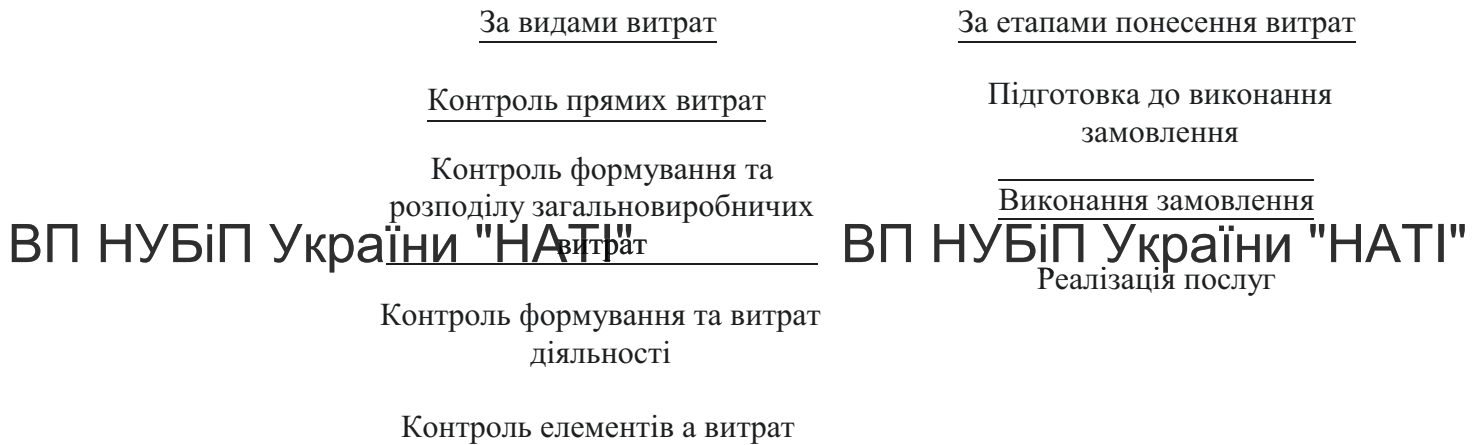 За видами витрат
Контроль прямих витрат
Контроль формування та
розподілу загальновиробничих
витрат
Контроль формування та витрат
діяльності
Контроль елементів а витрат
За етапами понесення витрат
Підготовка до виконання
замовлення
Виконання замовлення
Реалізація послуг
ВП НУБіП України "НАТІ"
ВП НУБіП України "НАТІ"